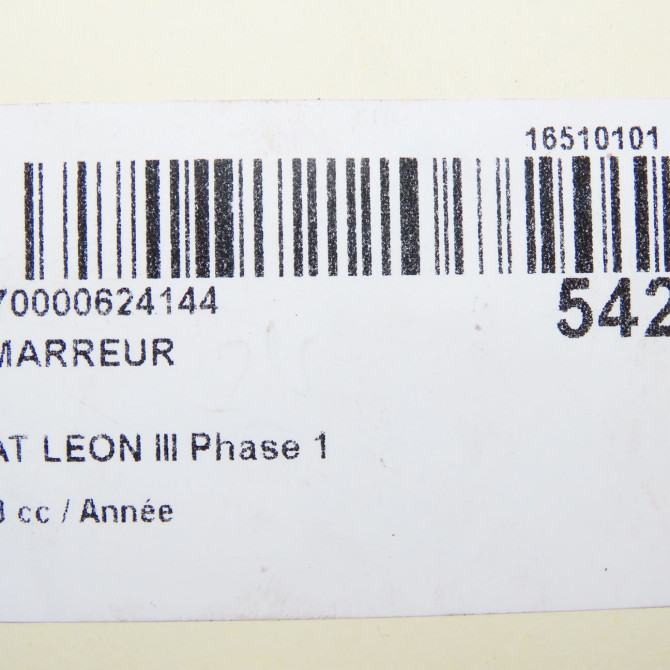 16510101
70000624144
542
MARREUR
AT LEON III Phase 1
cc / Année